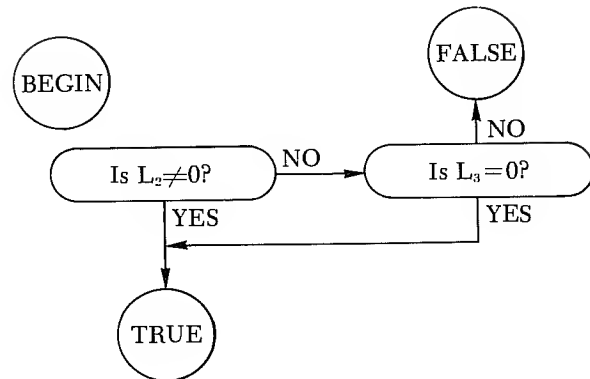 BEGIN
FALSE
NO
Is L₂≠0?
NO
Is L₃=0?
YES
YES
TRUE